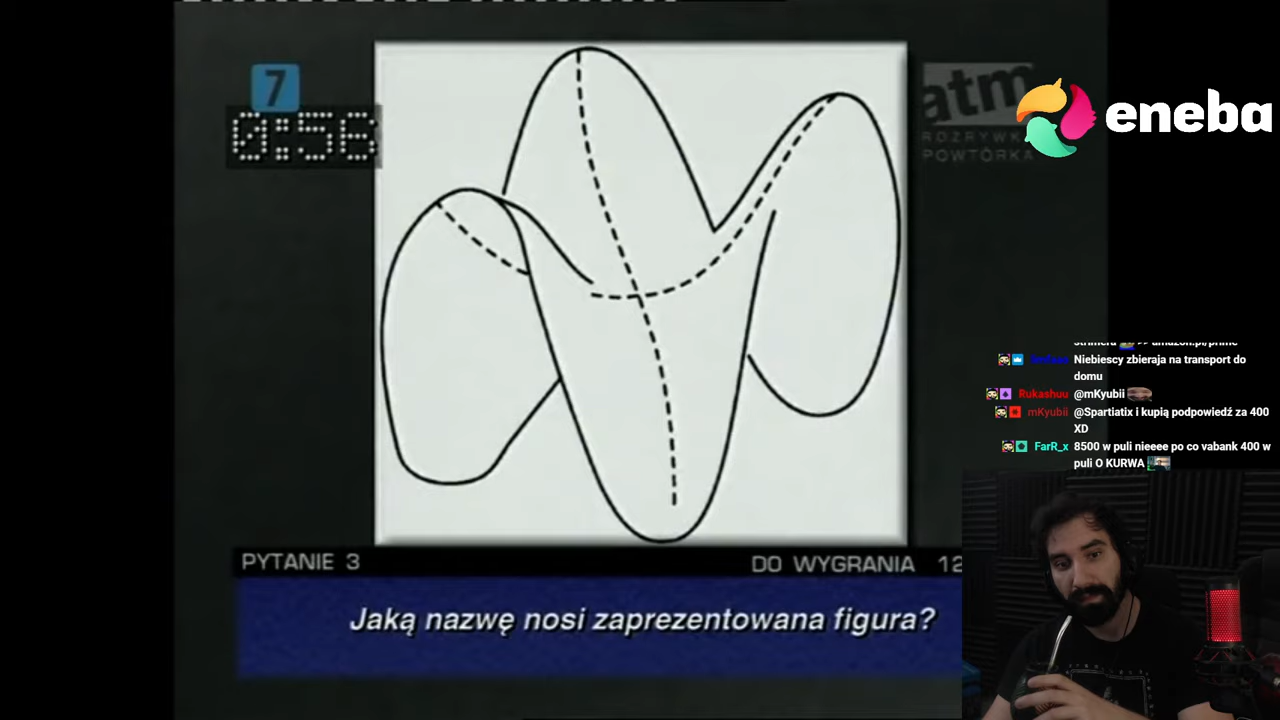 7
0:56
atm
ROZRYWKA
POWTÓRKA
eneba
Niebiescy zbieraja na transport do
domu
Rukashuu @mKyubii
mKyubii @Spartiatix i kupią podpowiedź za 400
XD
FarR_x 8500 w puli nieeee po co vabank 400 w
puli O KURWA
PYTANIE 3
DO WYGRANIA 12
Jaką nazwę nosi zaprezentowana figura?